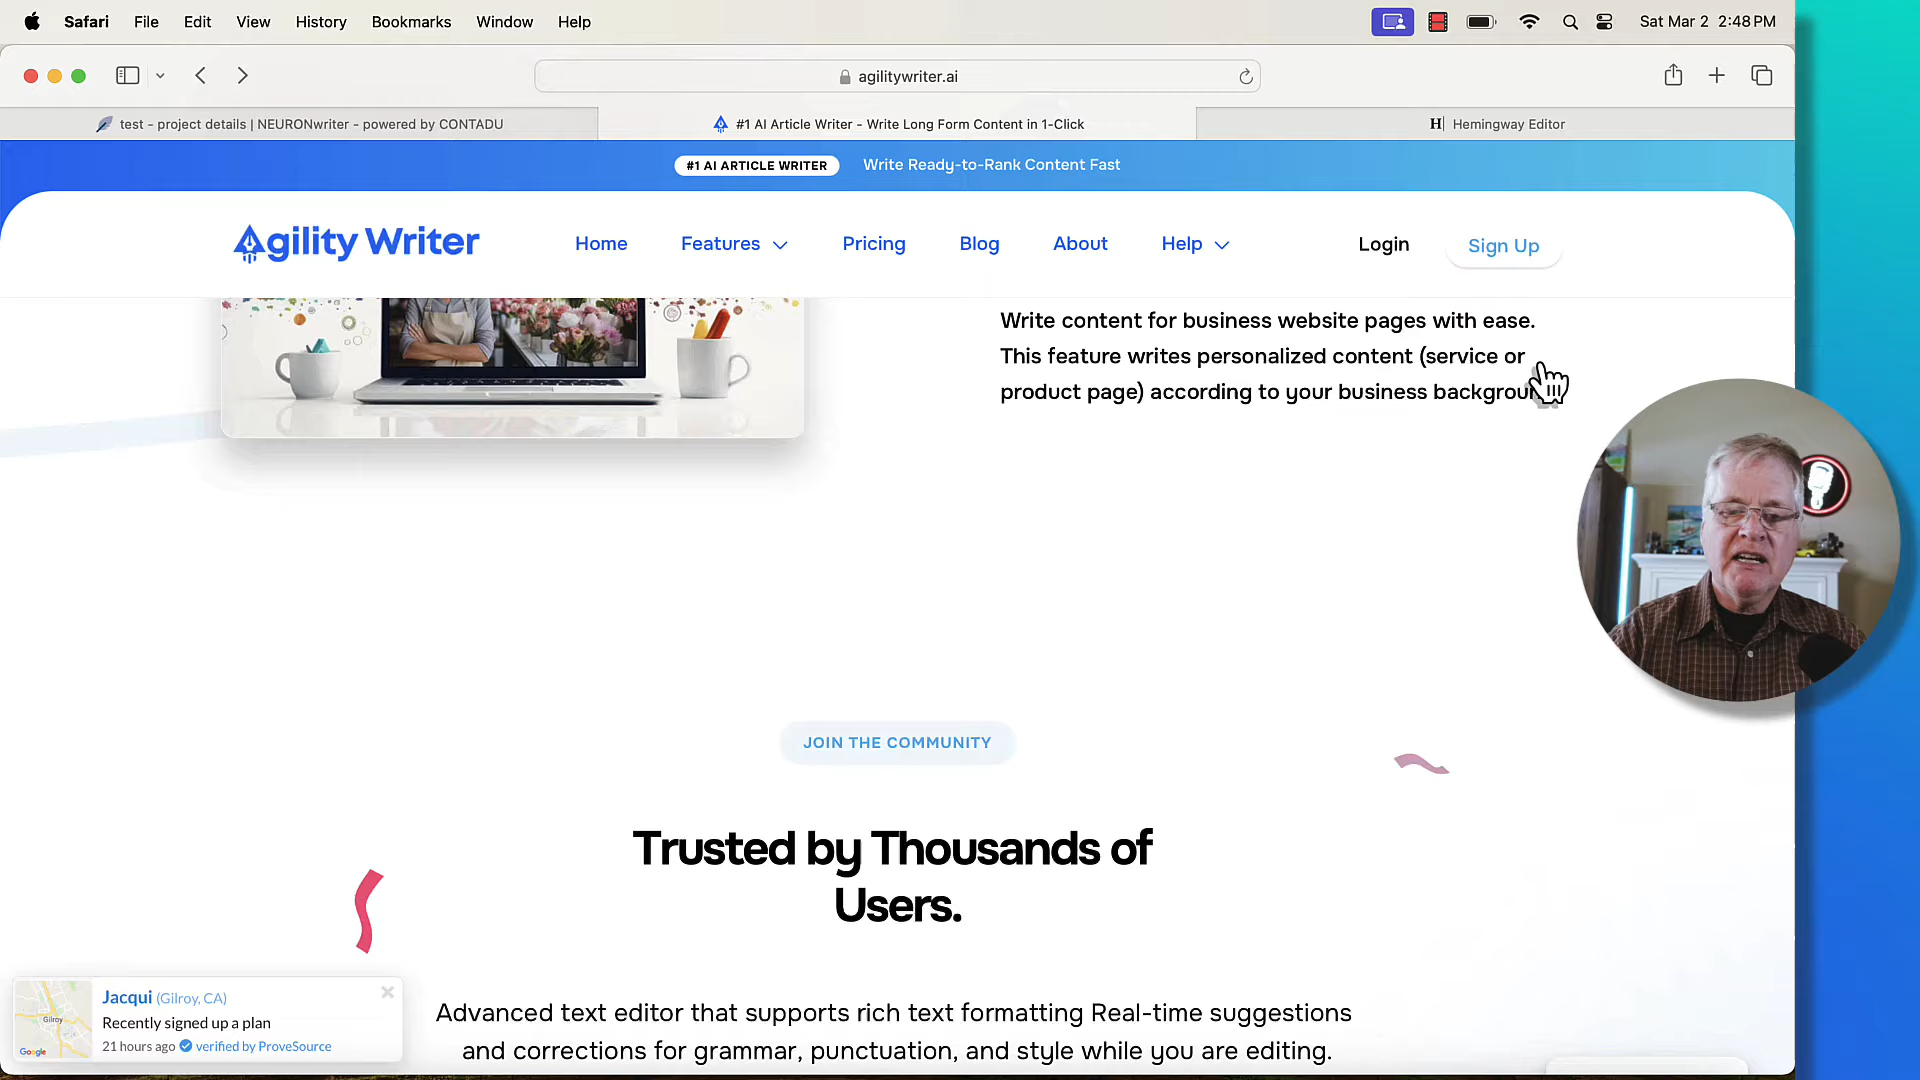 Safari File Edit View History Bookmarks Window Help Sat Mar 2 2:48 PM
agilitywriter.ai
test - project details | NEURONwriter - powered by CONTADU #1 AI Article Writer - Write Long Form Content in 1-Click H Hemingway Editor
#1 AI ARTICLE WRITER Write Ready-to-Rank Content Fast
Agility Writer Home Features Pricing Blog About Help Login Sign Up
Write content for business website pages with ease.
This feature writes personalized content (service or
product page) according to your business
JOIN THE COMMUNITY
Trusted by Thousands of
Users.
Advanced text editor that supports rich text formatting Real-time suggestions
and corrections for grammar, punctuation, and style while you are editing.
Jacqui (Gilroy, CA)
Recently signed up a plan
21 hours ago verified by ProveSource
Gilroy
Google